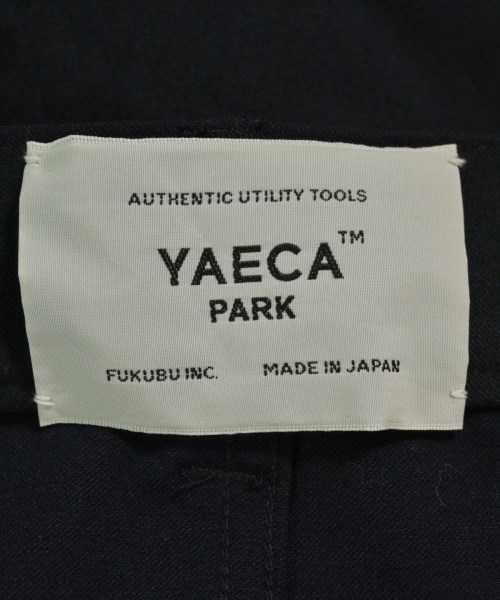 AUTHENTIC UTILITY TOOLS
YAECA™
PARK
FUKUBU INC. MADE IN JAPAN